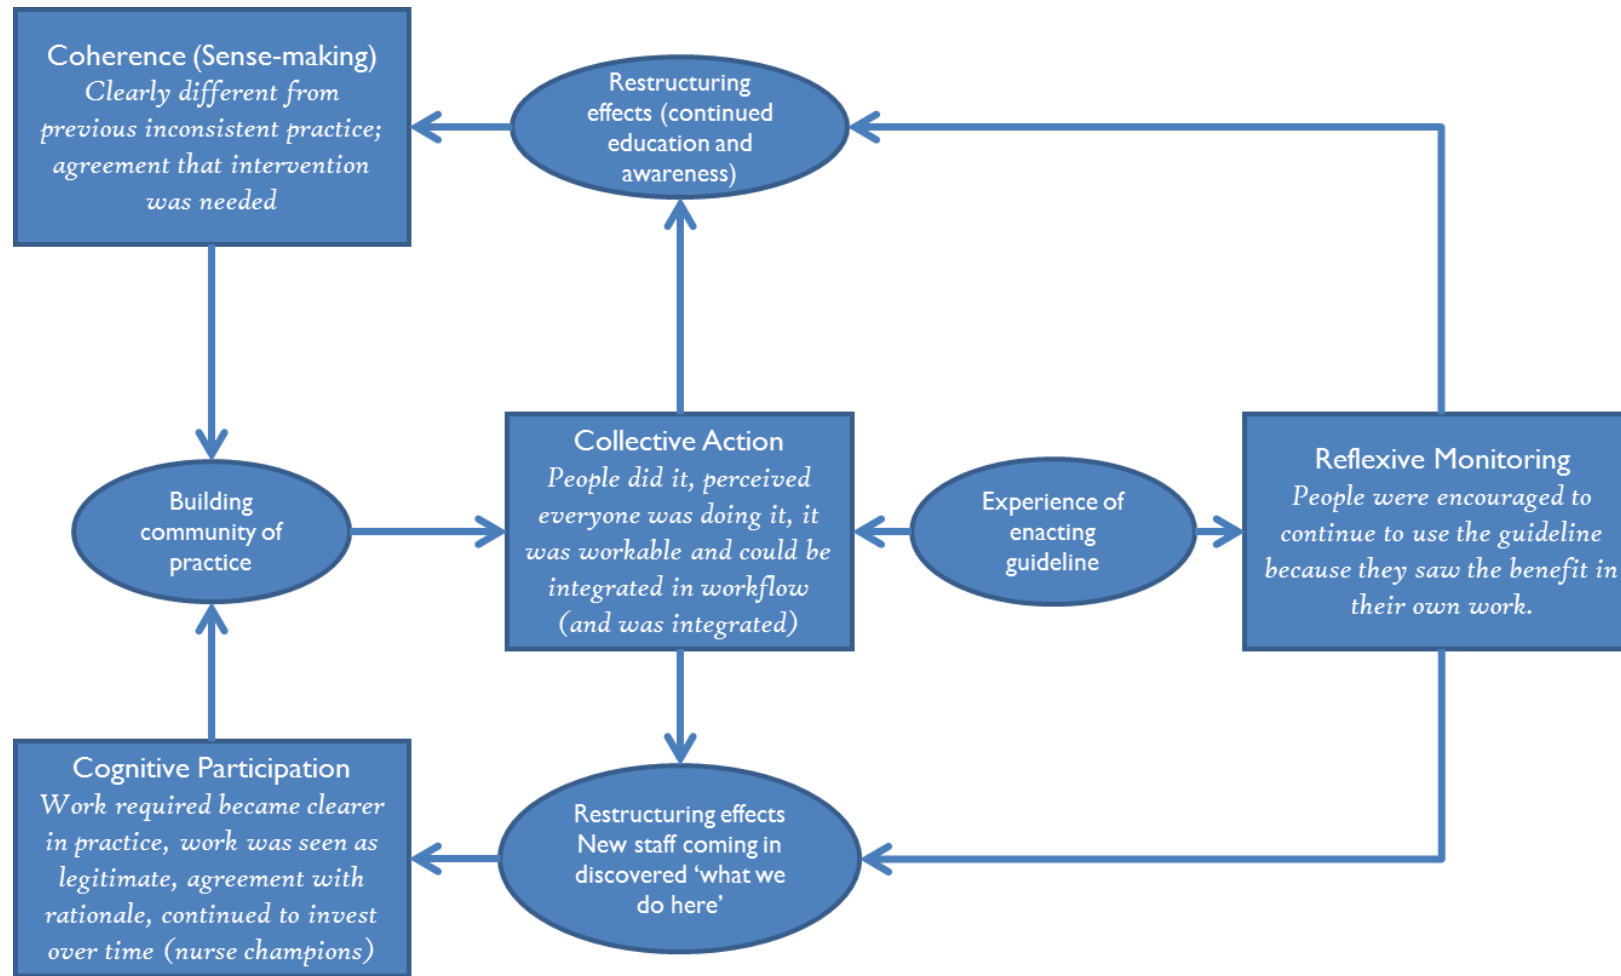 Coherence (Sense-making)
Clearly different from
previous inconsistent practice;
agreement that intervention
was needed
Restructuring
effects (continued
education and
awareness)
Building
community of
practice
Collective Action
People did it, perceived
everyone was doing it, it
was workable and could be
integrated in workflow
(and was integrated)
Experience of
enacting
guideline
Reflexive Monitoring
People were encouraged to
continue to use the guideline
because they saw the benefit in
their own work.
Cognitive Participation
Work required became clearer
in practice, work was seen as
legitimate, agreement with
rationale, continued to invest
over time (nurse champions)
Restructuring effects
New staff coming in
discovered ‘what we
do here’